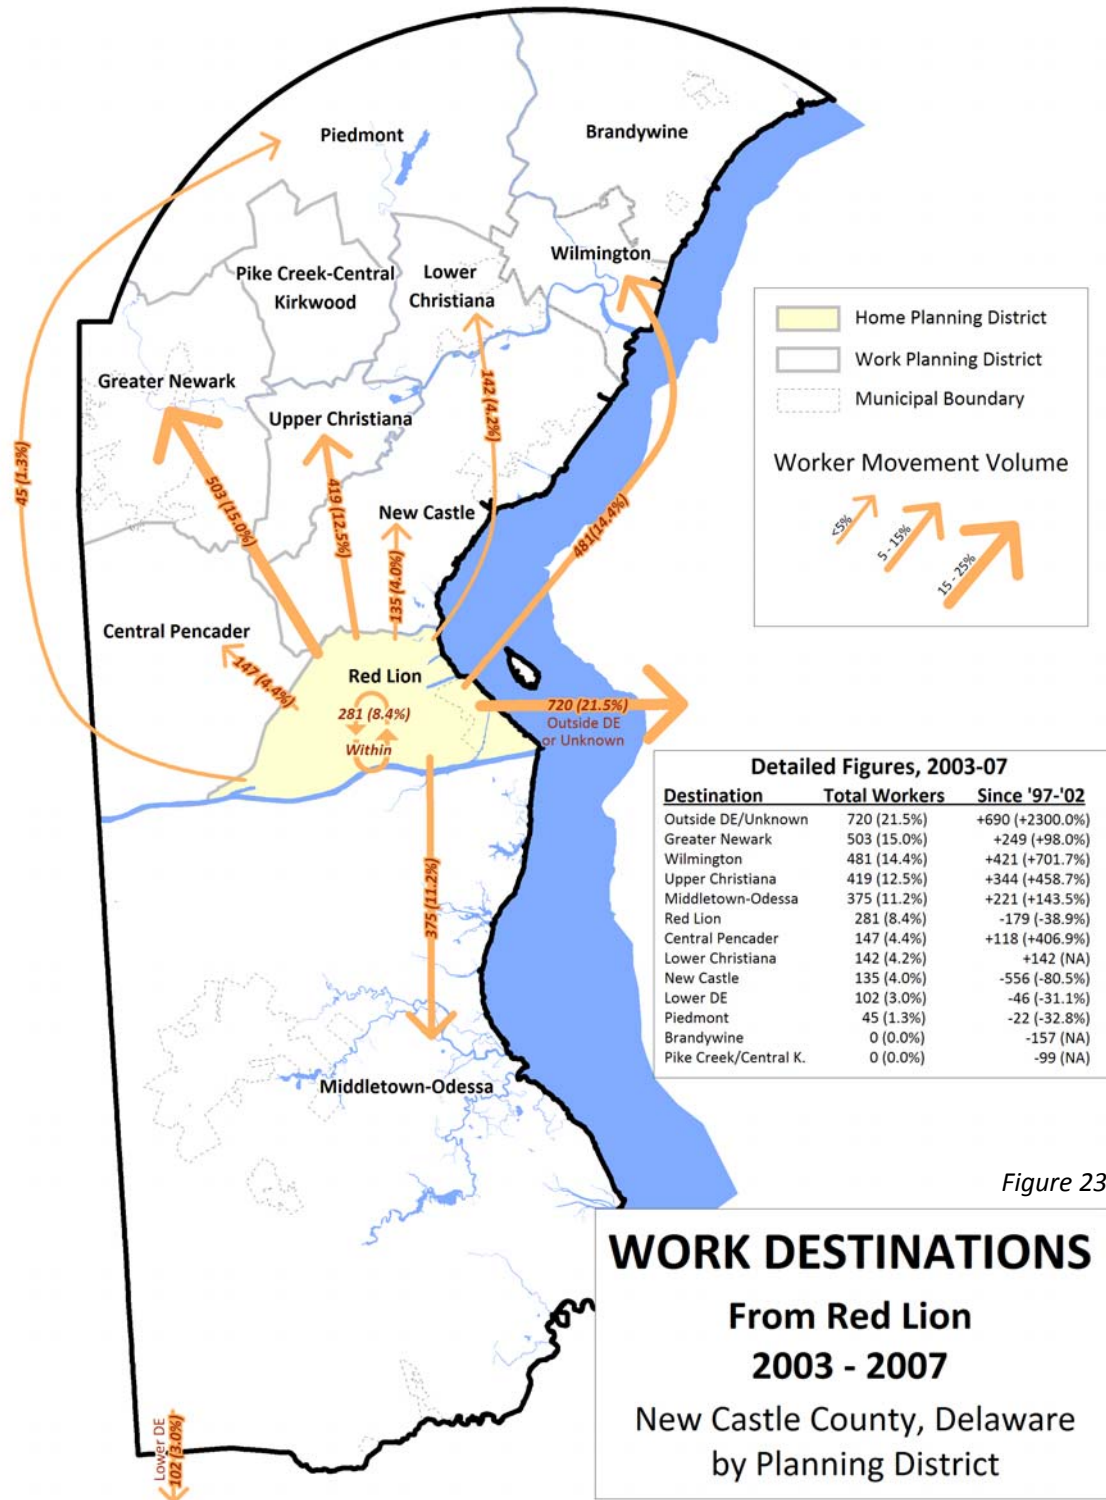 Piedmont
Brandywine
Wilmington
Pike Creek-Central
Kirkwood
Lower
Christiana
Greater Newark
Upper Christiana
New Castle
Central Pencader
Red Lion
Middletown-Odessa
45 (1.3%)
503 (15.0%)
419 (12.5%)
135 (4.0%)
142 (4.2%)
481(14.4%)
147 (4.4%)
281 (8.4%)
Within
720 (21.5%)
Outside DE
or Unknown
375 (11.2%)
Lower DE
102 (3.0%)
Home Planning District
Work Planning District
Municipal Boundary
Worker Movement Volume
<5%
5 - 15%
15 - 25%
Detailed Figures, 2003-07
Destination Total Workers Since '97-'02
Outside DE/Unknown 720 (21.5%) +690 (+2300.0%)
Greater Newark 503 (15.0%) +249 (+98.0%)
Wilmington 481 (14.4%) +421 (+701.7%)
Upper Christiana 419 (12.5%) +344 (+458.7%)
Middletown-Odessa 375 (11.2%) +221 (+143.5%)
Red Lion 281 (8.4%) -179 (-38.9%)
Central Pencader 147 (4.4%) +118 (+406.9%)
Lower Christiana 142 (4.2%) +142 (NA)
New Castle 135 (4.0%) -556 (-80.5%)
Lower DE 102 (3.0%) -46 (-31.1%)
Piedmont 45 (1.3%) -22 (-32.8%)
Brandywine 0 (0.0%) -157 (NA)
Pike Creek/Central K. 0 (0.0%) -99 (NA)
Figure 23
WORK DESTINATIONS
From Red Lion
2003 - 2007
New Castle County, Delaware
by Planning District